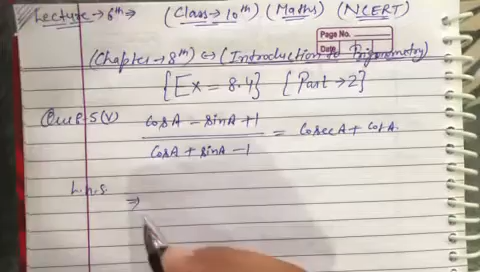 Lecture → 6th → (Class → 10th) (Maths) (NCERT)
Page No.
Date
(Chapter → 8th) ↔ (Introduction to Trigonometry)
{Ex = 8.4} {Part → 2}
Que 5(V) (cosA - sinA + 1) / (cosA + sinA - 1) = cosecA + cotA.
L.h.s.
⇒